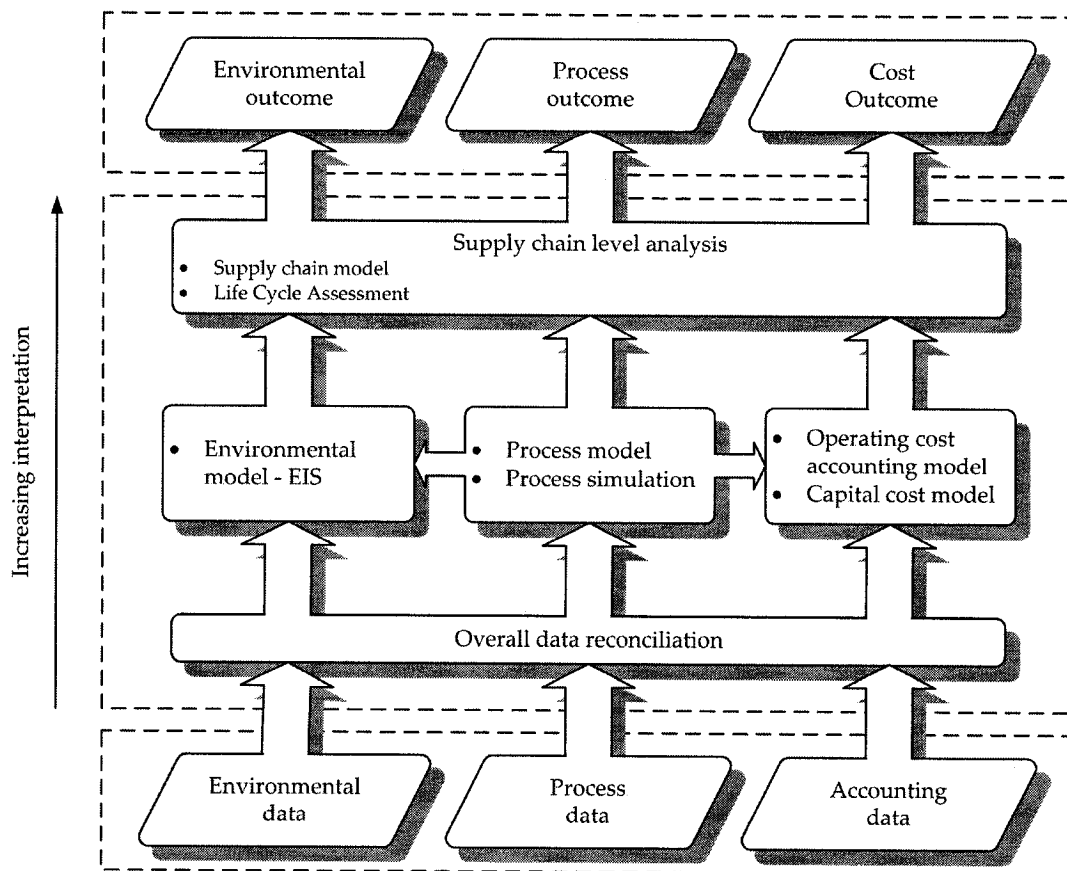 Environmental
outcome
Process
outcome
Cost
Outcome
Supply chain level analysis
• Supply chain model
• Life Cycle Assessment
Increasing interpretation
• Environmental
model - EIS
• Process model
• Process simulation
• Operating cost
accounting model
• Capital cost model
Overall data reconciliation
Environmental
data
Process
data
Accounting
data